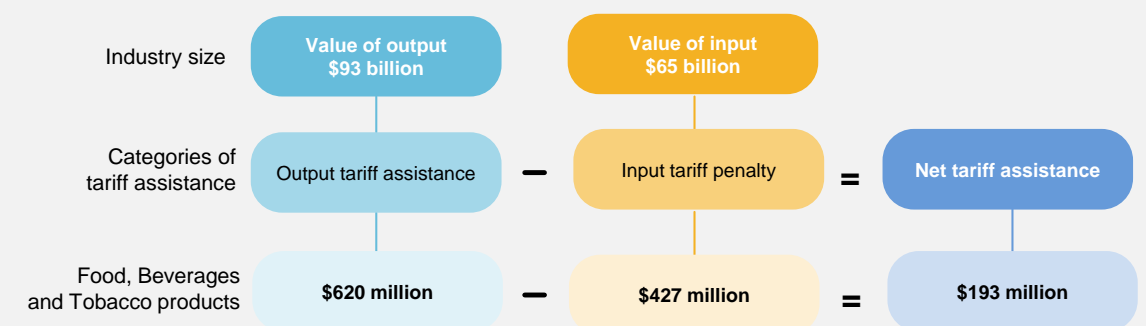 Industry size
Value of output
$93 billion
Value of input
$65 billion
Categories of
tariff assistance
Output tariff assistance
–
Input tariff penalty
=
Net tariff assistance
Food, Beverages
and Tobacco products
$620 million
–
$427 million
=
$193 million